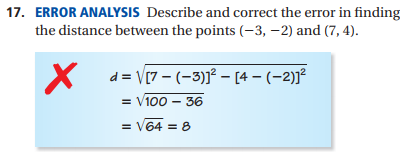 17. ERROR ANALYSIS Describe and correct the error in finding
the distance between the points (−3, −2) and (7, 4).
d = √[7 − (−3)]² − [4 − (−2)]²
= √100 − 36
= √64 = 8